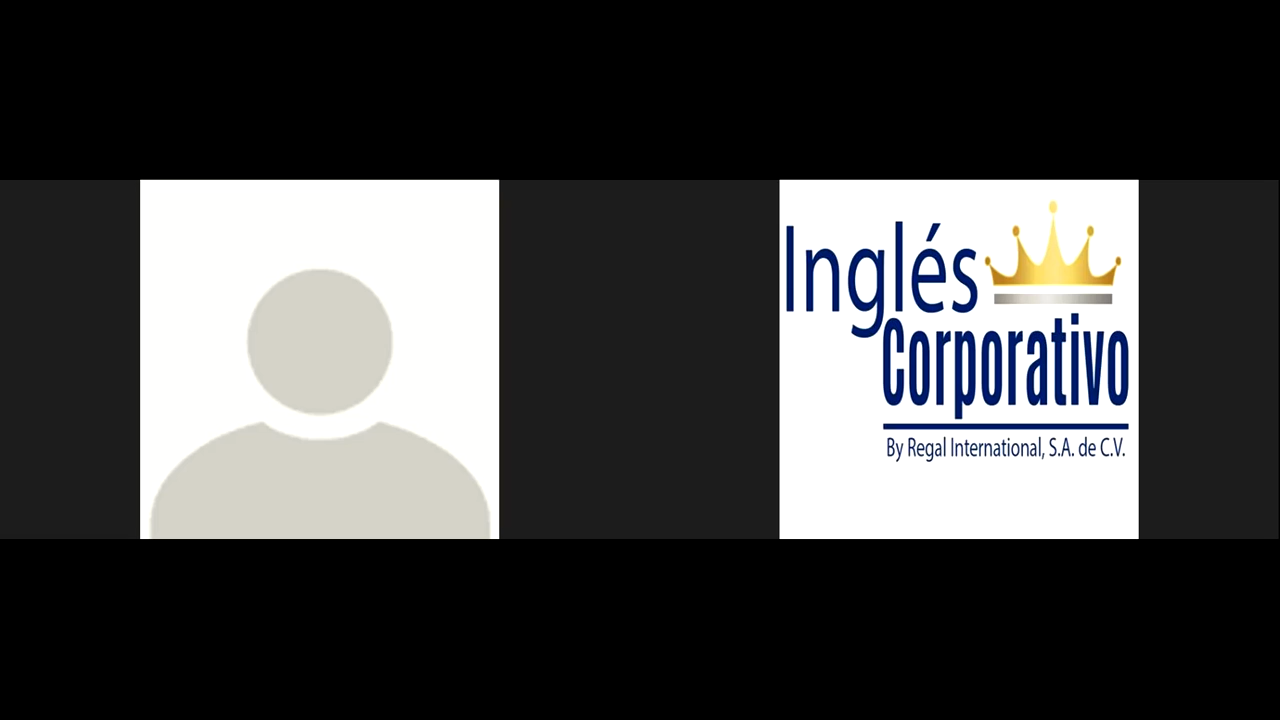 Inglés
Corporativo
By Regal International, S.A. de C.V.